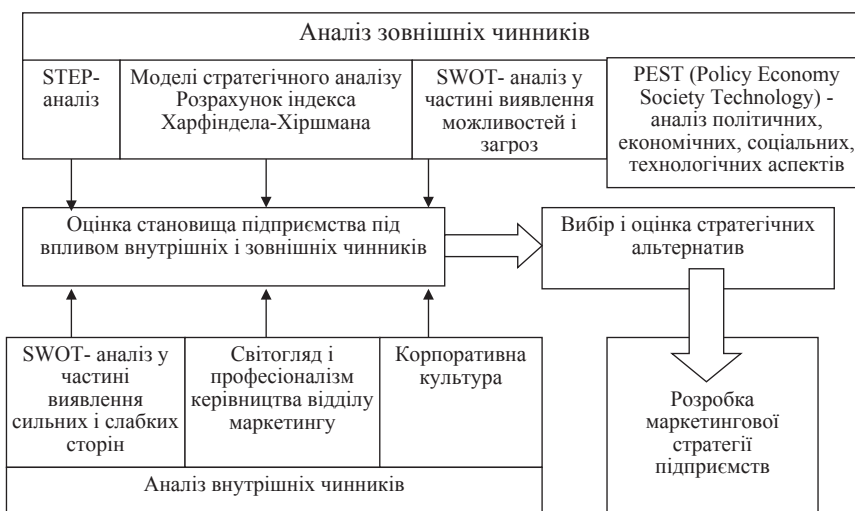 Аналіз зовнішніх чинників
STEP-
аналіз
Моделі стратегічного аналізу
Розрахунок індекса
Харфіндела-Хіршмана
SWOT- аналіз у
частині виявлення
можливостей і
загроз
PEST (Policy Economy
Society Technology) -
аналіз політичних,
економічних, соціальних,
технологічних аспектів
Оцінка становища підприємства під
впливом внутрішніх і зовнішніх чинників
Вибір і оцінка стратегічних
альтернатив
SWOT- аналіз у
частині
виявлення
сильних і слабких
сторін
Світогляд і
професіоналізм
керівництва відділу
маркетингу
Корпоративна
культура
Розробка
маркетингової
стратегії
підприємств
Аналіз внутрішніх чинників